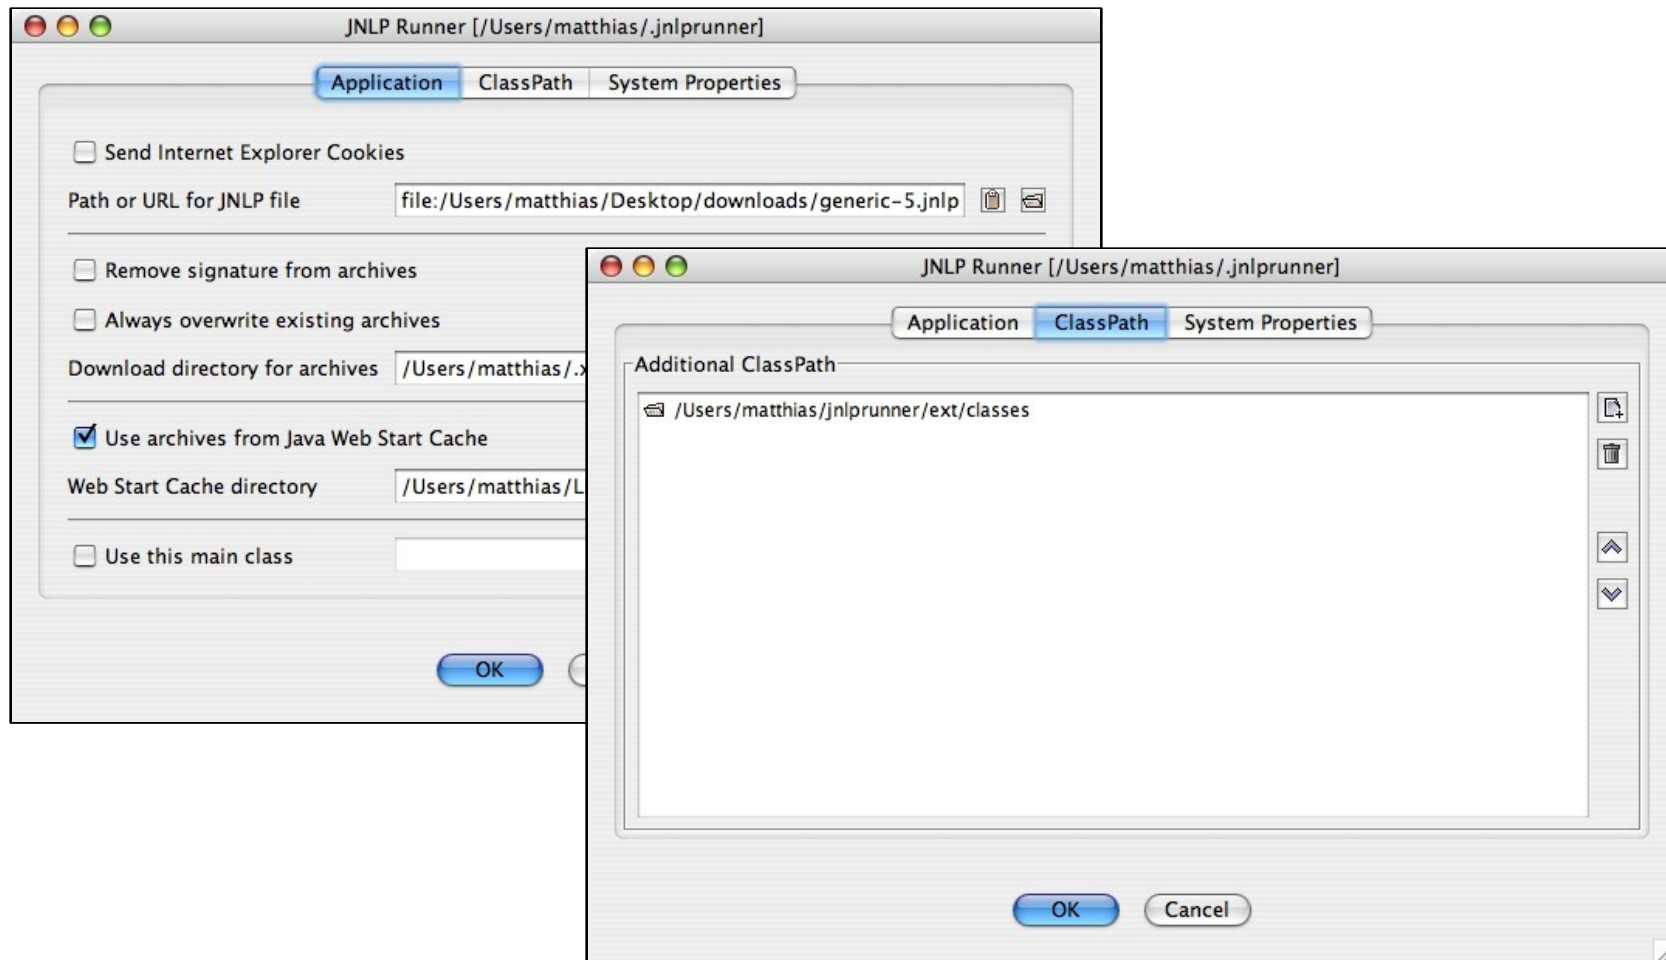 JNLP Runner [/Users/matthias/.jnlprunner]
Application ClassPath System Properties
Send Internet Explorer Cookies
Path or URL for JNLP file file:/Users/matthias/Desktop/downloads/generic-5.jnlp
Remove signature from archives
Always overwrite existing archives
Download directory for archives /Users/matthias/.x
Use archives from Java Web Start Cache
Web Start Cache directory /Users/matthias/L
Use this main class
OK
JNLP Runner [/Users/matthias/.jnlprunner]
Application ClassPath System Properties
Additional ClassPath
/Users/matthias/jnlprunner/ext/classes
OK Cancel